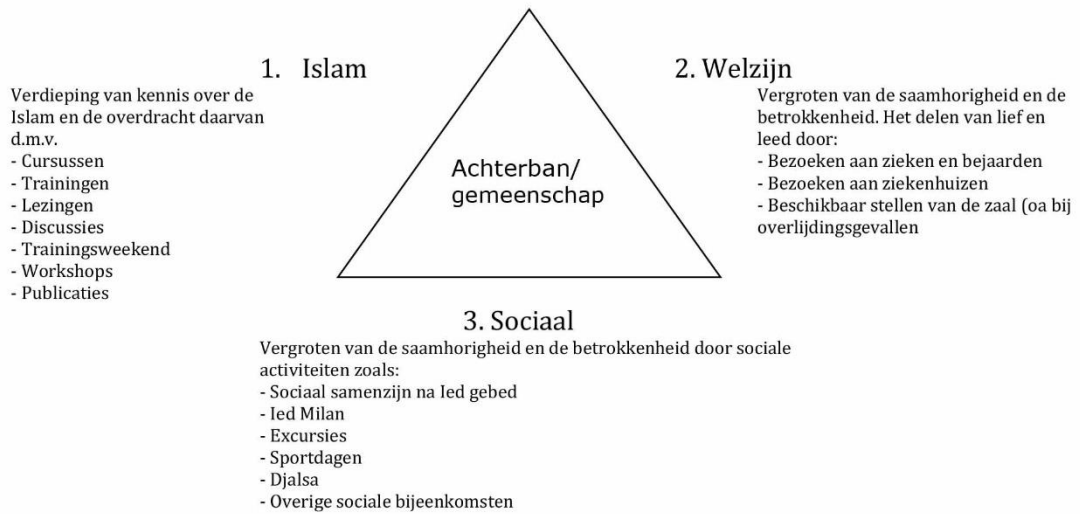 1. Islam
Verdieping van kennis over de
Islam en de overdracht daarvan
d.m.v.
- Cursussen
- Trainingen
- Lezingen
- Discussies
- Trainingsweekend
- Workshops
- Publicaties
2. Welzijn
Vergroten van de saamhorigheid en de
betrokkenheid. Het delen van lief en
leed door:
- Bezoeken aan zieken en bejaarden
- Bezoeken aan ziekenhuizen
- Beschikbaar stellen van de zaal (oa bij
overlijdingsgevallen
Achterban/
gemeenschap
3. Sociaal
Vergroten van de saamhorigheid en de betrokkenheid door sociale
activiteiten zoals:
- Sociaal samenzijn na Ied gebed
- Ied Milan
- Excursies
- Sportdagen
- Djalsa
- Overige sociale bijeenkomsten